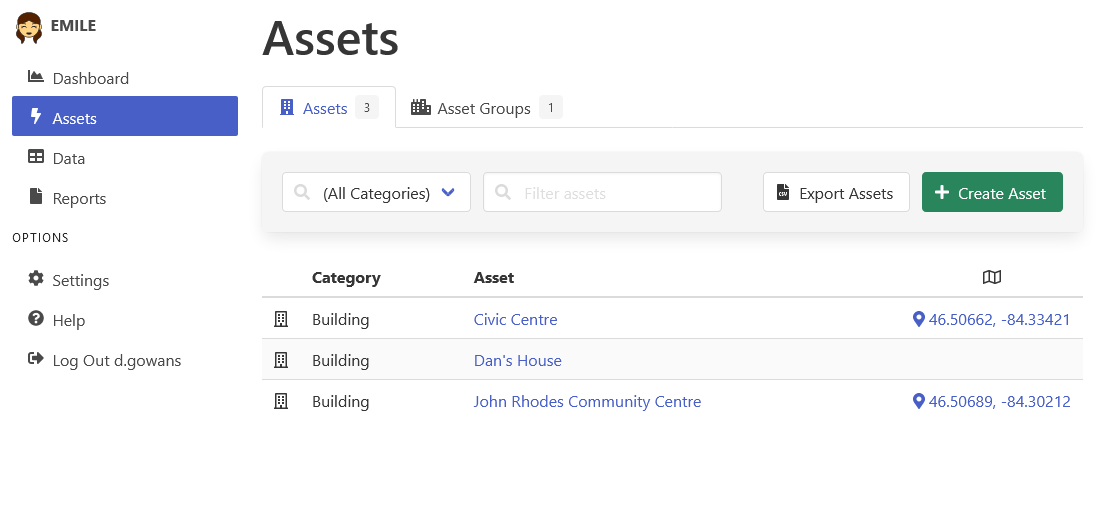 EMILE
Dashboard
Assets
Data
Reports
OPTIONS
Settings
Help
Log Out d.gowans
Assets
Assets 3 Asset Groups 1
(All Categories) Filter assets CSV Export Assets Create Asset
Category Asset
Building Civic Centre 46.50662, -84.33421
Building Dan's House
Building John Rhodes Community Centre 46.50689, -84.30212